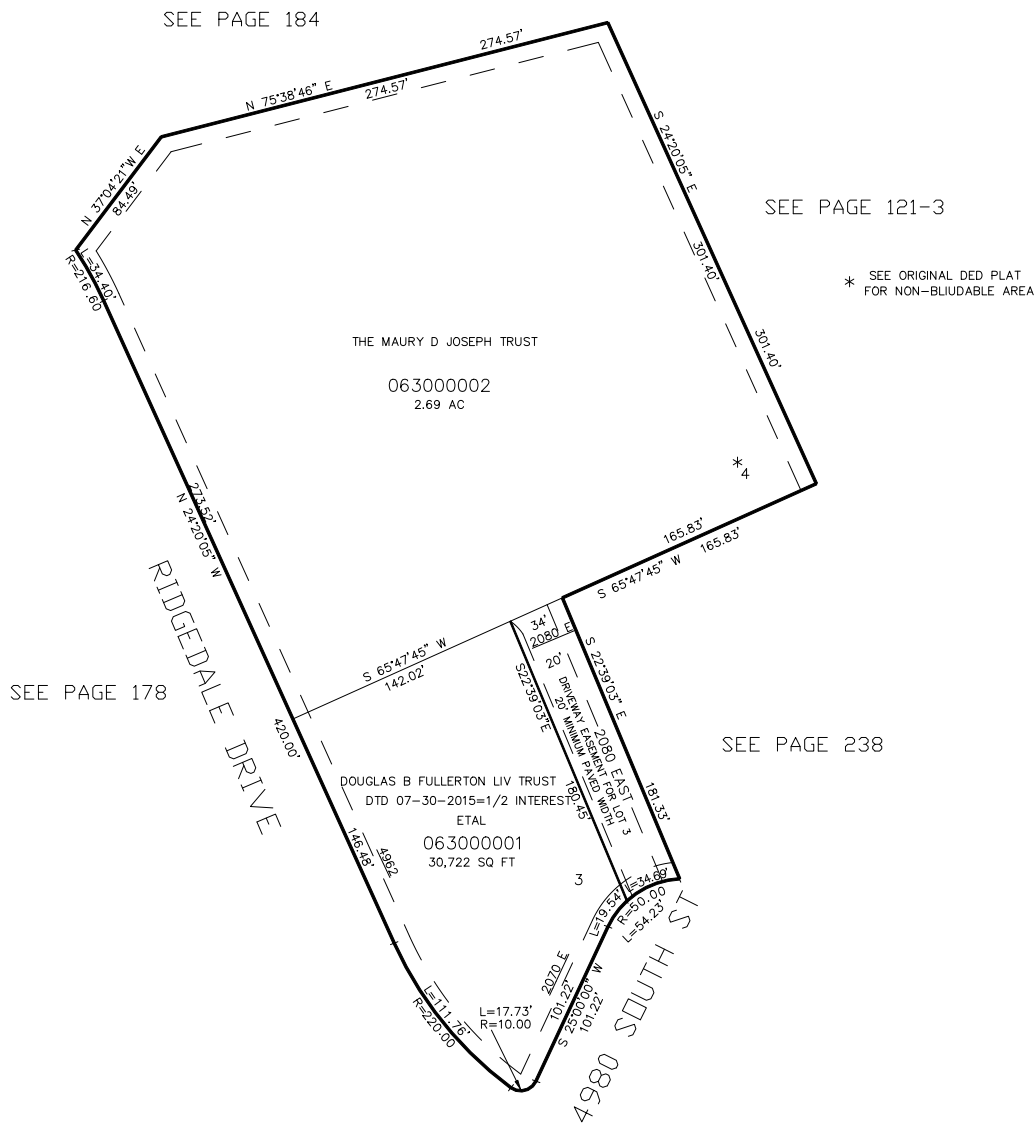 SEE PAGE 184
274.57'
N 75°38'46" E
274.57'
N 37°04'21"W E
84.49'
S 24°20'05" E
SEE PAGE 121-3
L=34.40'
R=216.60
301.40'
* SEE ORIGINAL DED PLAT
FOR NON-BLIUDABLE AREA
THE MAURY D JOSEPH TRUST
301.40'
063000002
2.69 AC
*
4
273.52'
N 24°20'05" W
165.83'
165.83'
S 65°47'45" W
RIDGEDALE DRIVE
34'
2080 E
S 65°47'45" W
142.02'
20'
S 22°39'03" E
S22°39'03"E
SEE PAGE 178
DRIVEWAY EASEMENT FOR LOT 3
20' MINIMUM PAVED WIDTH
2080 EAST
420.00'
SEE PAGE 238
DOUGLAS B FULLERTON LIV TRUST
DTD 07-30-2015=1/2 INTEREST
ETAL
180.45'
181.33'
063000001
30,722 SQ FT
146.48'
4962
3
L=34.69'
L=19.54'
R=50.00
L=54.23'
2070 E
101.22'
S 25°00'00" W
101.22'
L=111.76'
R=220.00
L=17.73'
R=10.00
4980 SOUTH ST